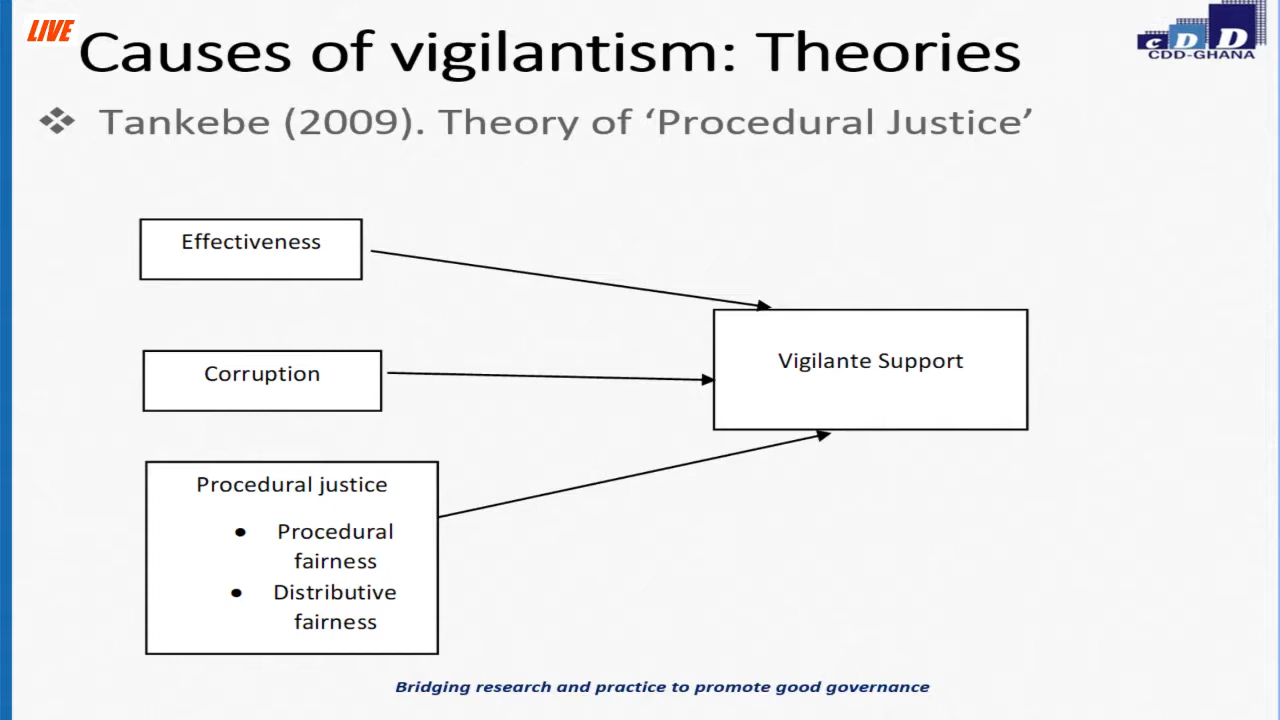 LIVE
Causes of vigilantism: Theories
CDD
CDD-GHANA
❖ Tankebe (2009). Theory of ‘Procedural Justice’
Effectiveness
Corruption
Vigilante Support
Procedural justice
● Procedural
fairness
● Distributive
fairness
Bridging research and practice to promote good governance